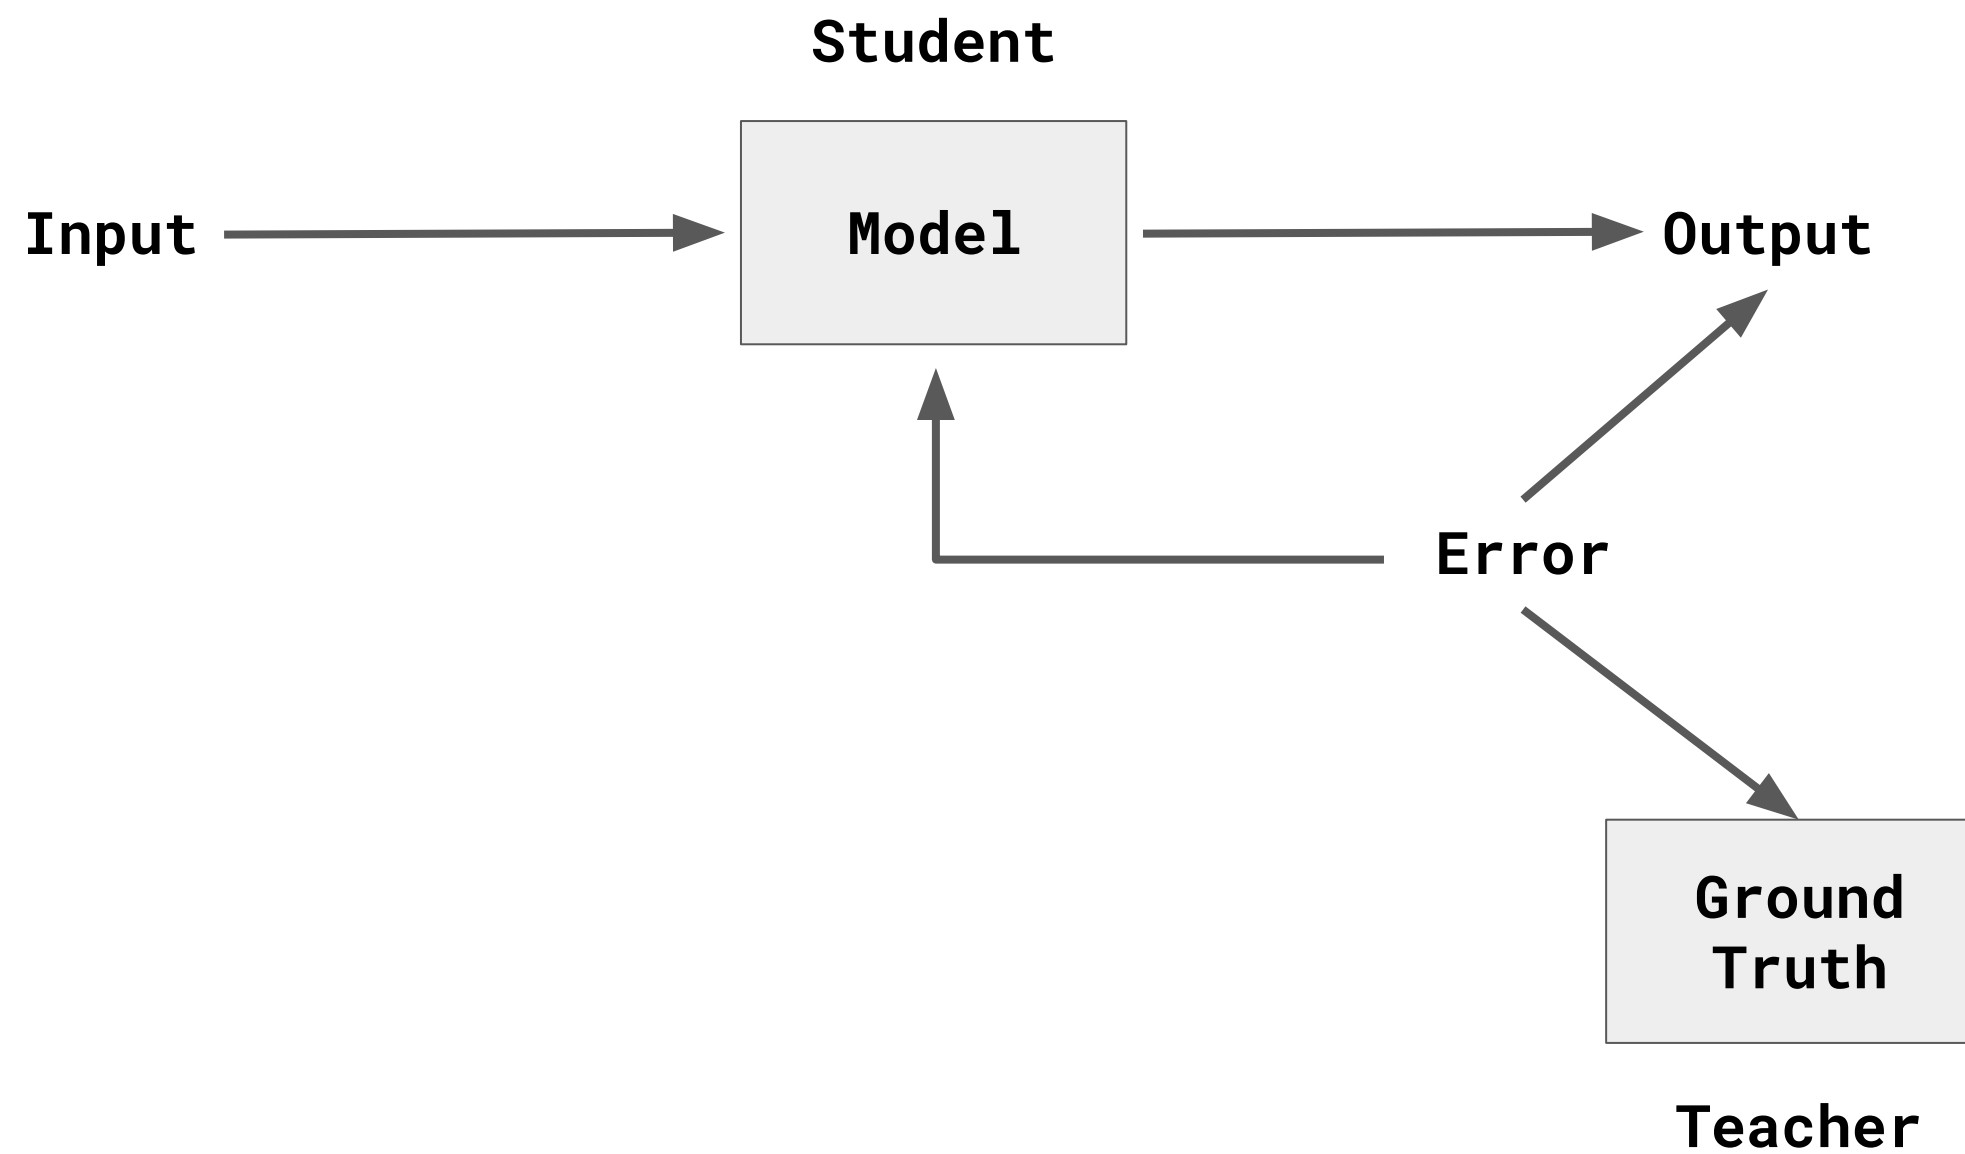 Student
Input
Model
Output
Error
Ground
Truth
Teacher